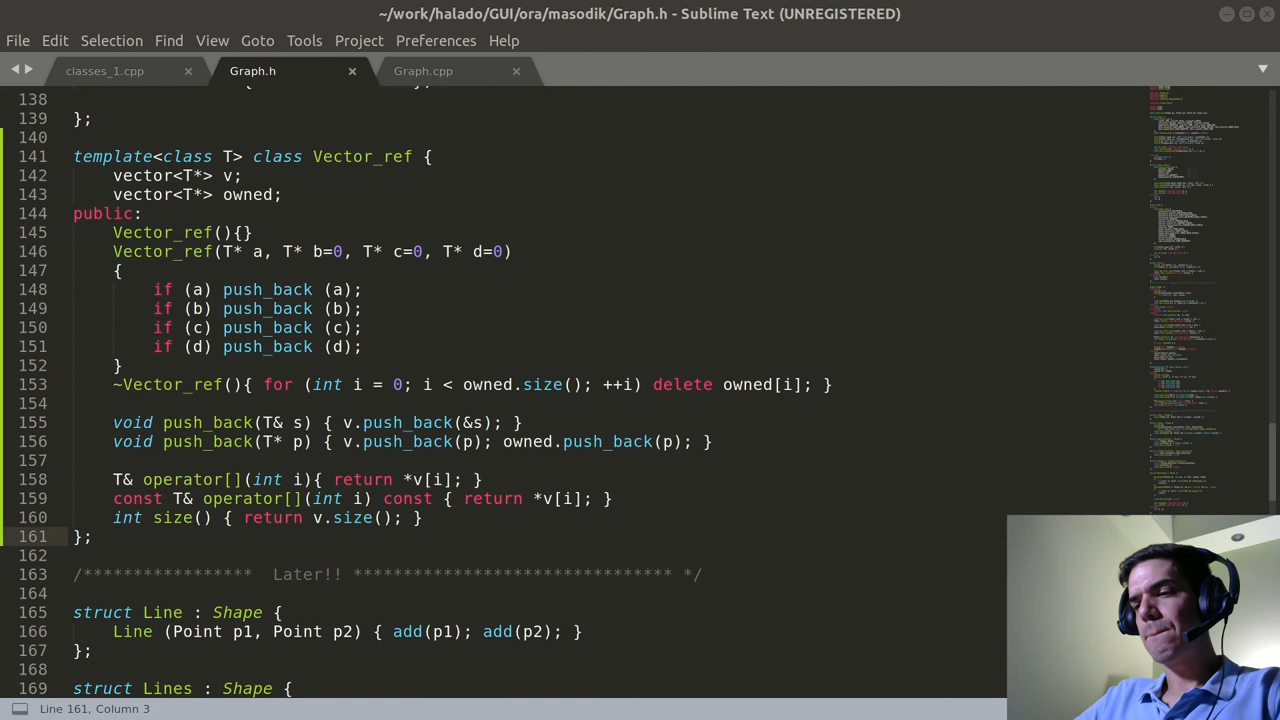 ~/work/halado/GUI/ora/masodik/Graph.h - Sublime Text (UNREGISTERED)
File Edit Selection Find View Goto Tools Project Preferences Help
classes_1.cpp Graph.h Graph.cpp
138
139 };
140
141 template<class T> class Vector_ref {
142 vector<T*> v;
143 vector<T*> owned;
144 public:
145 Vector_ref(){}
146 Vector_ref(T* a, T* b=0, T* c=0, T* d=0)
147 {
148 if (a) push_back (a);
149 if (b) push_back (b);
150 if (c) push_back (c);
151 if (d) push_back (d);
152 }
153 ~Vector_ref(){ for (int i = 0; i < owned.size(); ++i) delete owned[i]; }
154
155 void push_back(T& s) { v.push_back(&s); }
156 void push_back(T* p) { v.push_back(p); owned.push_back(p); }
157
158 T& operator[](int i){ return *v[i]; }
159 const T& operator[](int i) const { return *v[i]; }
160 int size() { return v.size(); }
161 };
162
163 /***************** Later!! ******************************** */
164
165 struct Line : Shape {
166 Line (Point p1, Point p2) { add(p1); add(p2); }
167 };
168
169 struct Lines : Shape {
Line 161, Column 3